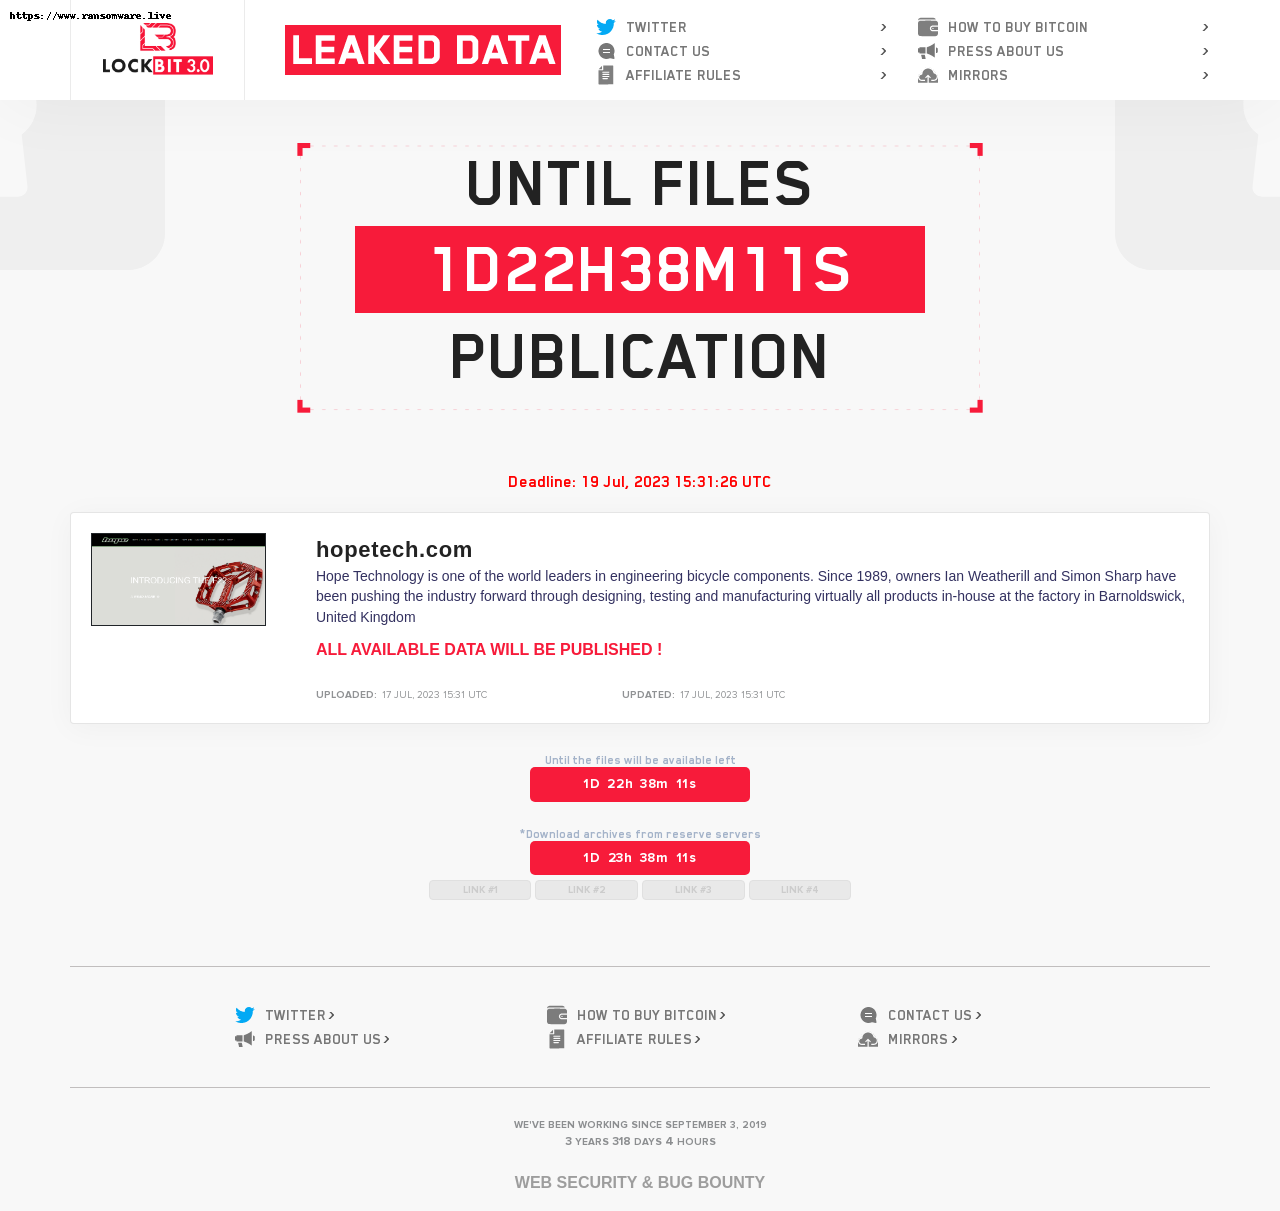 https://www.ransomware.live
LOCKBIT 3.0
LEAKED DATA
TWITTER
CONTACT US
AFFILIATE RULES
HOW TO BUY BITCOIN
PRESS ABOUT US
MIRRORS
UNTIL FILES
1D22H38M11S
PUBLICATION
Deadline: 19 Jul, 2023 15:31:26 UTC
hope
INTRODUCING THE F20
hopetech.com
Hope Technology is one of the world leaders in engineering bicycle components. Since 1989, owners Ian Weatherill and Simon Sharp have
been pushing the industry forward through designing, testing and manufacturing virtually all products in-house at the factory in Barnoldswick,
United Kingdom
ALL AVAILABLE DATA WILL BE PUBLISHED !
UPLOADED: 17 JUL, 2023 15:31 UTC
UPDATED: 17 JUL, 2023 15:31 UTC
Until the files will be available left
1D 22h 38m 11s
*Download archives from reserve servers
1D 23h 38m 11s
LINK #1 LINK #2 LINK #3 LINK #4
TWITTER
HOW TO BUY BITCOIN
CONTACT US
PRESS ABOUT US
AFFILIATE RULES
MIRRORS
WE'VE BEEN WORKING SINCE SEPTEMBER 3, 2019
3 YEARS 318 DAYS 4 HOURS
WEB SECURITY & BUG BOUNTY